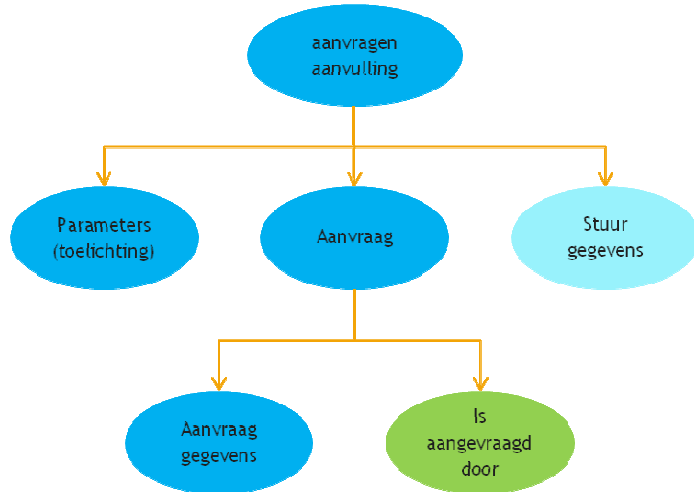 aanvragen
aanvulling
Parameters
(toelichting)
Aanvraag
Stuur
gegevens
Aanvraag
gegevens
Is
aangevraagd
door